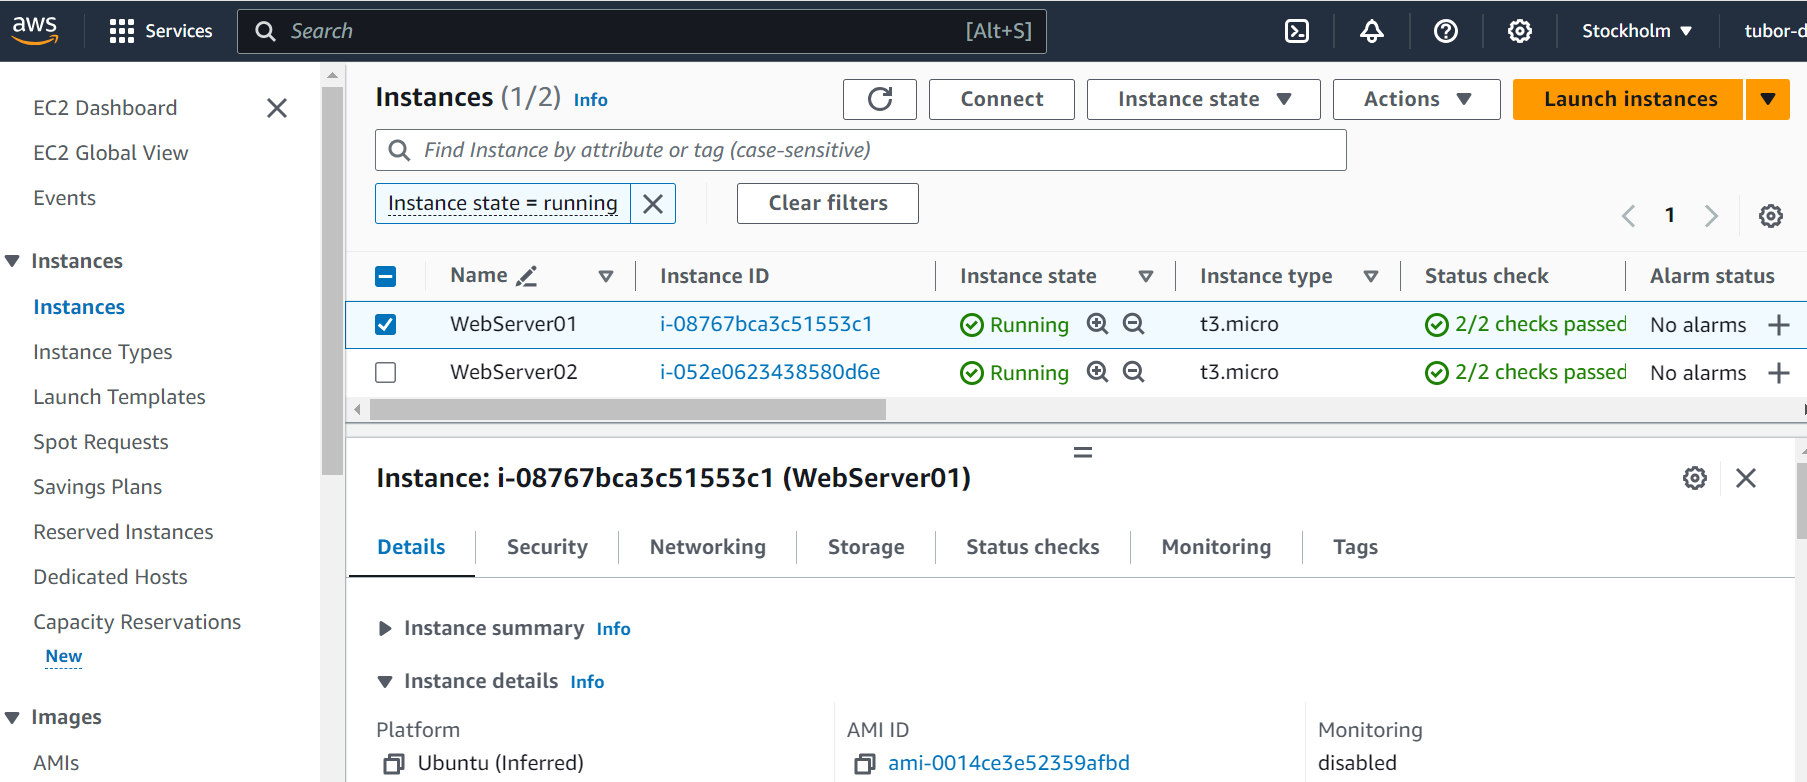 aws Services Search [Alt+S] Stockholm tubor-d
EC2 Dashboard
EC2 Global View
Events
Instances
Instances
Instance Types
Launch Templates
Spot Requests
Savings Plans
Reserved Instances
Dedicated Hosts
Capacity Reservations
New
Images
AMIs
Instances (1/2) Info Connect Instance state Actions Launch instances
Find Instance by attribute or tag (case-sensitive)
Instance state = running Clear filters
1
Name Instance ID Instance state Instance type Status check Alarm status
WebServer01 i-08767bca3c51553c1 Running t3.micro 2/2 checks passed No alarms
WebServer02 i-052e0623438580d6e Running t3.micro 2/2 checks passed No alarms
Instance: i-08767bca3c51553c1 (WebServer01)
Details Security Networking Storage Status checks Monitoring Tags
Instance summary Info
Instance details Info
Platform AMI ID Monitoring
Ubuntu (Inferred) ami-0014ce3e52359afbd disabled